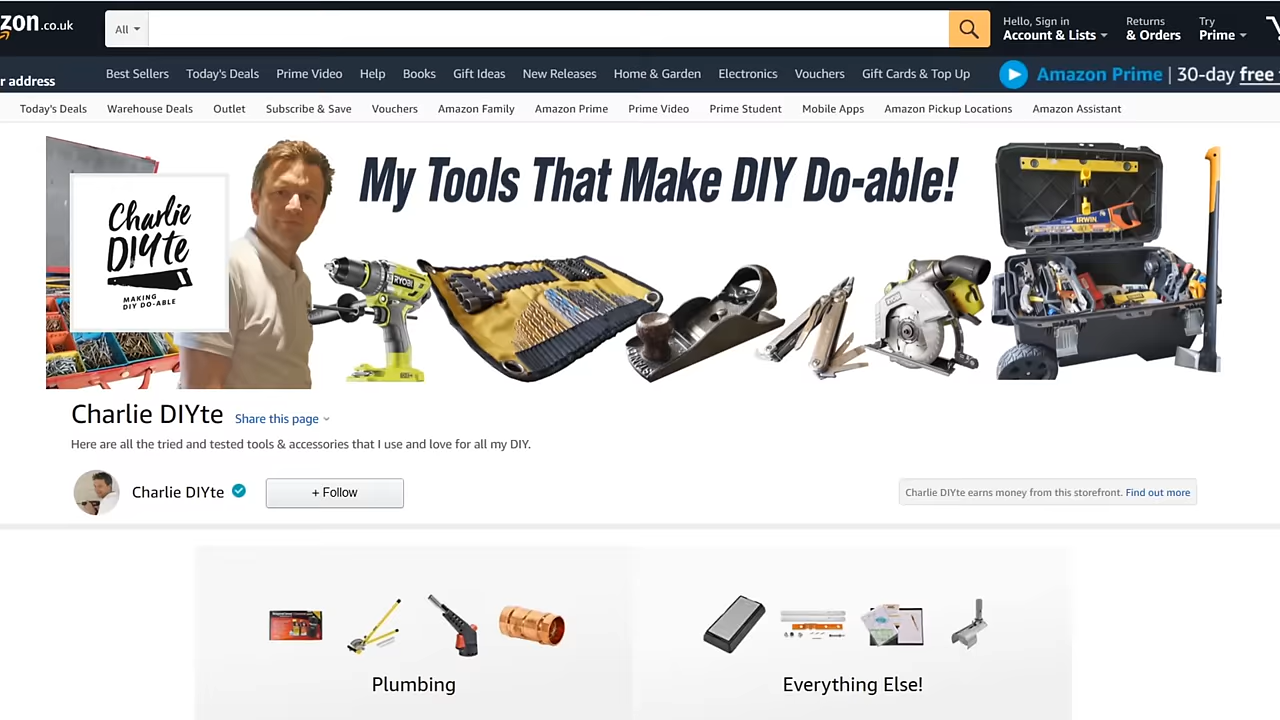 zon.co.uk
All
Hello, Sign in
Account & Lists
Returns
& Orders
Try
Prime
r address
Best Sellers Today's Deals Prime Video Help Books Gift Ideas New Releases Home & Garden Electronics Vouchers Gift Cards & Top Up
Amazon Prime | 30-day free
Today's Deals Warehouse Deals Outlet Subscribe & Save Vouchers Amazon Family Amazon Prime Prime Video Prime Student Mobile Apps Amazon Pickup Locations Amazon Assistant
My Tools That Make DIY Do-able!
Charlie
DIYte
MAKING
DIY DO-ABLE
RYOBI
IRWIN
Charlie DIYte Share this page
Here are all the tried and tested tools & accessories that I use and love for all my DIY.
Charlie DIYte
+ Follow
Charlie DIYte earns money from this storefront. Find out more
Plumbing
Everything Else!